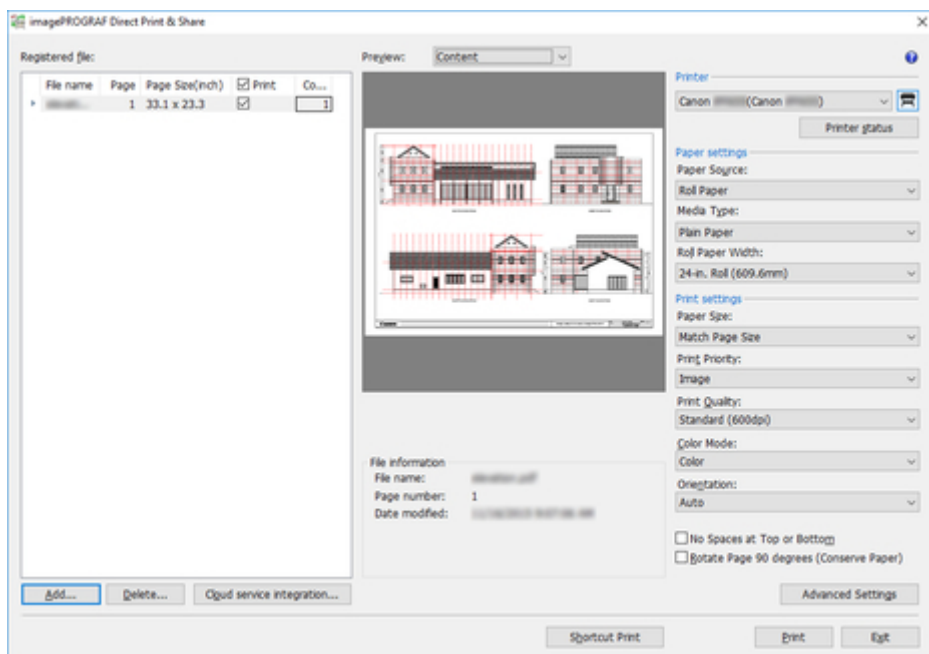 imagePROGRAF Direct Print & Share
Registered file:
File name Page Page Size(inch) Print Co...
1 33.1 x 23.3 1
Preview: Content
Printer
Canon (Canon )
Printer status
Paper settings
Paper Source:
Roll Paper
Media Type:
Plain Paper
Roll Paper Width:
24-in. Roll (609.6mm)
Print settings
Paper Size:
Match Page Size
Print Priority:
Image
Print Quality:
Standard (600dpi)
Color Mode:
Color
Orientation:
Auto
No Spaces at Top or Bottom
Rotate Page 90 degrees (Conserve Paper)
File information
File name:
Page number: 1
Date modified:
Add... Delete... Cloud service integration... Advanced Settings
Shortcut Print Print Exit